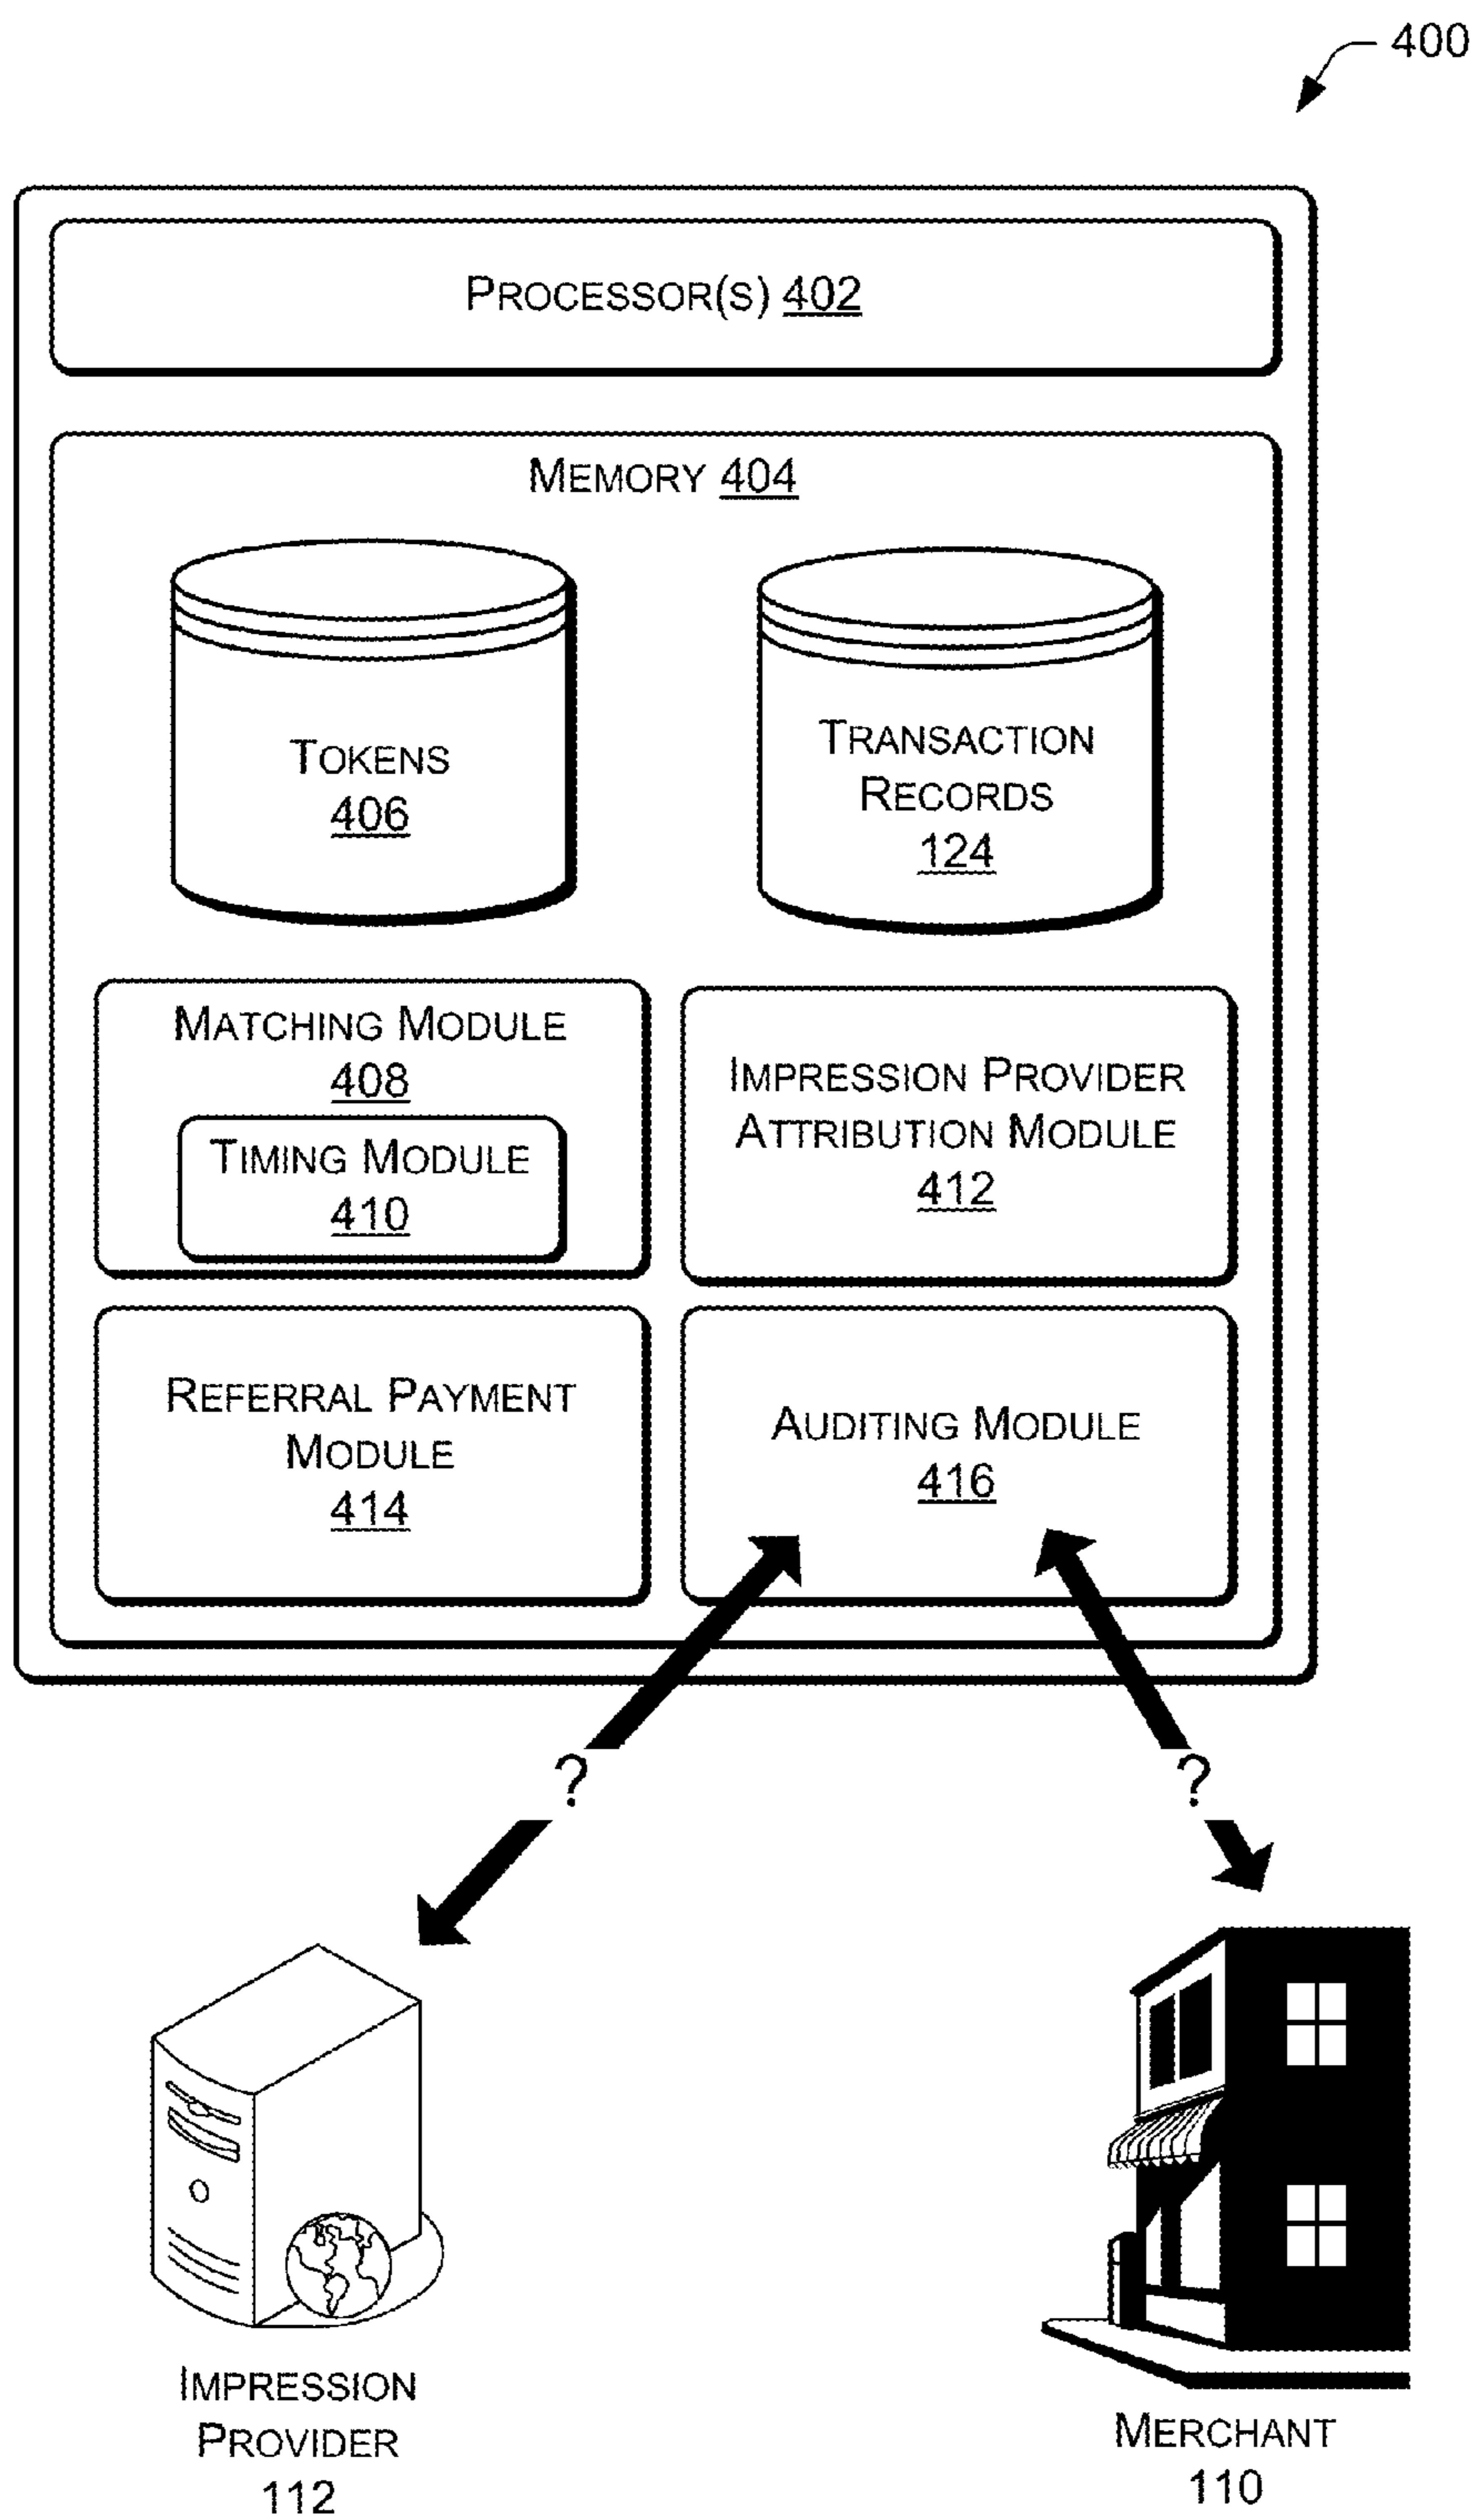 400
PROCESSOR(S) 402
MEMORY 404
TOKENS
406
TRANSACTION
RECORDS
124
MATCHING MODULE
408
TIMING MODULE
410
IMPRESSION PROVIDER
ATTRIBUTION MODULE
412
REFERRAL PAYMENT
MODULE
414
AUDITING MODULE
416
?
?
IMPRESSION
PROVIDER
112
MERCHANT
110